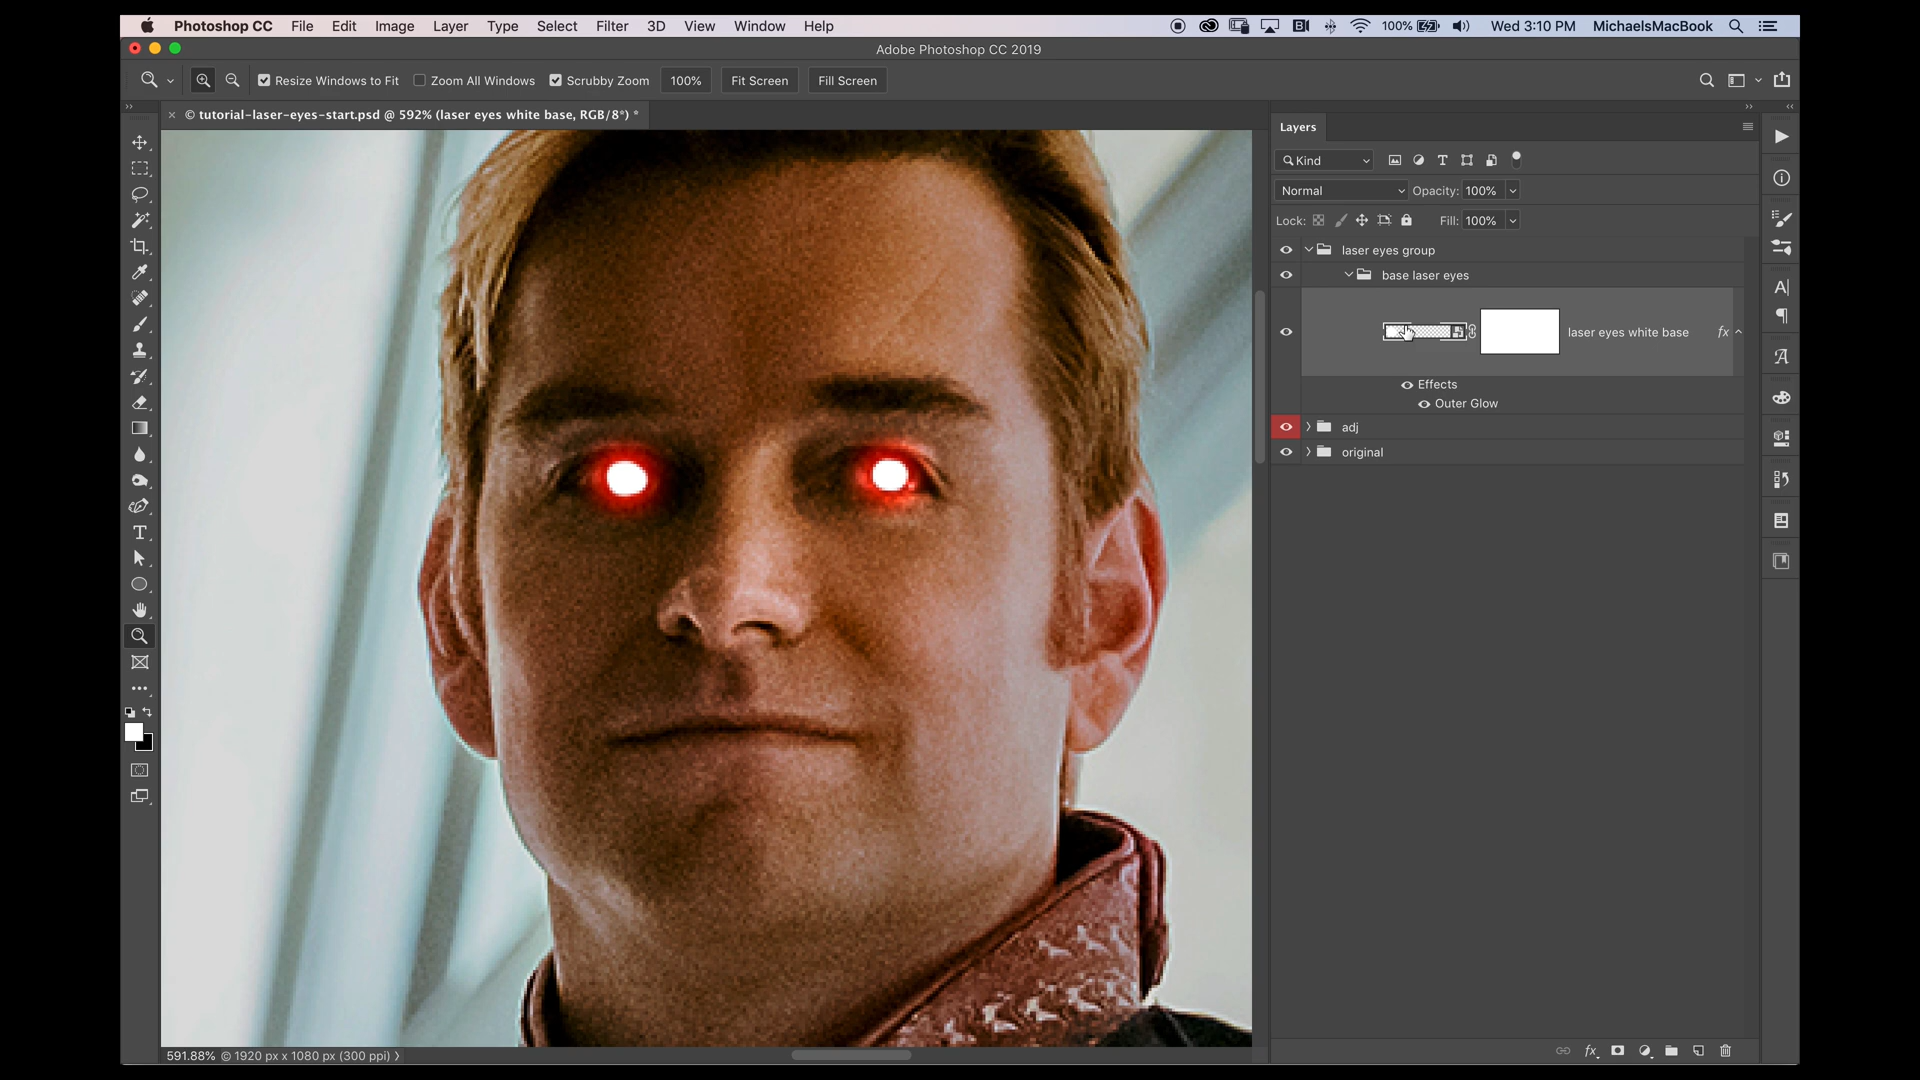 Photoshop CC File Edit Image Layer Type Select Filter 3D View Window Help 100% Wed 3:10 PM MichaelsMacBook
Adobe Photoshop CC 2019
Resize Windows to Fit Zoom All Windows Scrubby Zoom 100% Fit Screen Fill Screen
© tutorial-laser-eyes-start.psd @ 592% (laser eyes white base, RGB/8*) *
Layers
Kind
Normal Opacity: 100%
Lock: Fill: 100%
laser eyes group
base laser eyes
laser eyes white base fx
Effects
Outer Glow
adj
original
591.88% © 1920 px x 1080 px (300 ppi)
fx